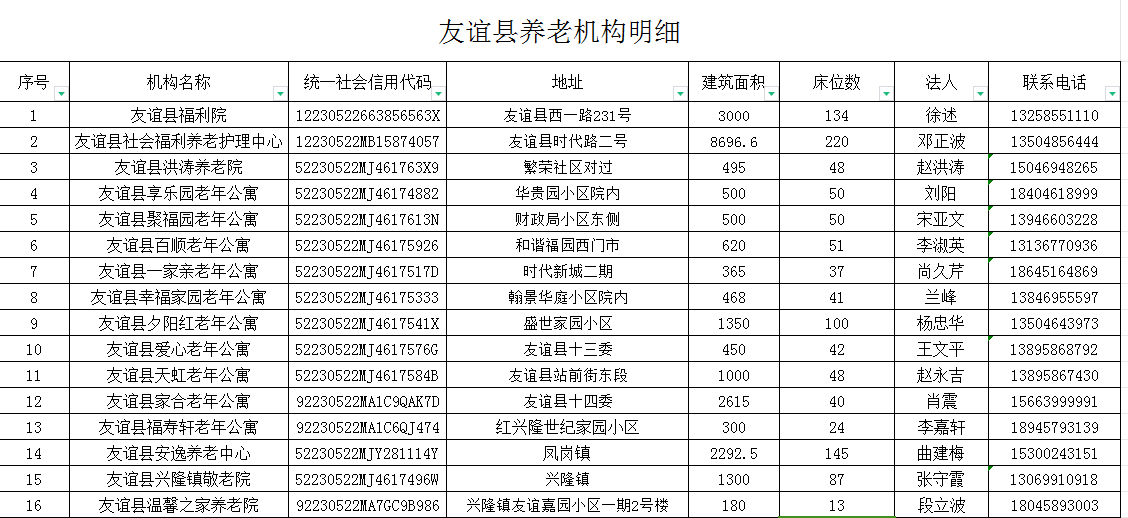 友谊县养老机构明细
序号 机构名称 统一社会信用代码 地址 建筑面积 床位数 法人 联系电话
1 友谊县福利院 12230522663856563X 友谊县西一路231号 3000 134 徐述 13258551110
2 友谊县社会福利养老护理中心 12230522MB15874057 友谊县时代路二号 8696.6 220 邓正波 13504856444
3 友谊县洪涛养老院 52230522MJ461763X9 繁荣社区对过 495 48 赵洪涛 15046948265
4 友谊县享乐园老年公寓 52230522MJ46174882 华贵园小区院内 500 50 刘阳 18404618999
5 友谊县聚福园老年公寓 52230522MJ4617613N 财政局小区东侧 500 50 宋亚文 13946603228
6 友谊县百顺老年公寓 52230522MJ46175926 和谐福园西门市 620 51 李淑英 13136770936
7 友谊县一家亲老年公寓 52230522MJ4617517D 时代新城二期 365 37 尚久芹 18645164869
8 友谊县幸福家园老年公寓 52230522MJ46175333 翰景华庭小区院内 468 41 兰峰 13846955597
9 友谊县夕阳红老年公寓 52230522MJ4617541X 盛世家园小区 1350 100 杨忠华 13504643973
10 友谊县爱心老年公寓 52230522MJ4617576G 友谊县十三委 450 42 王文平 13895868792
11 友谊县天虹老年公寓 52230522MJ4617584B 友谊县站前街东段 1000 48 赵永吉 13895867430
12 友谊县家合老年公寓 92230522MA1C9QAK7D 友谊县十四委 2615 40 肖震 15663999991
13 友谊县福寿轩老年公寓 92230522MA1C6QJ474 红兴隆世纪家园小区 300 24 李嘉轩 18945793139
14 友谊县安逸养老中心 52230522MJY281114Y 凤岗镇 2292.5 145 曲建梅 15300243151
15 友谊县兴隆镇敬老院 52230522MJ4617496W 兴隆镇 1300 87 张守霞 13069910918
16 友谊县温馨之家养老院 92230522MA7GC9B986 兴隆镇友谊嘉园小区一期2号楼 180 13 段立波 18045893003